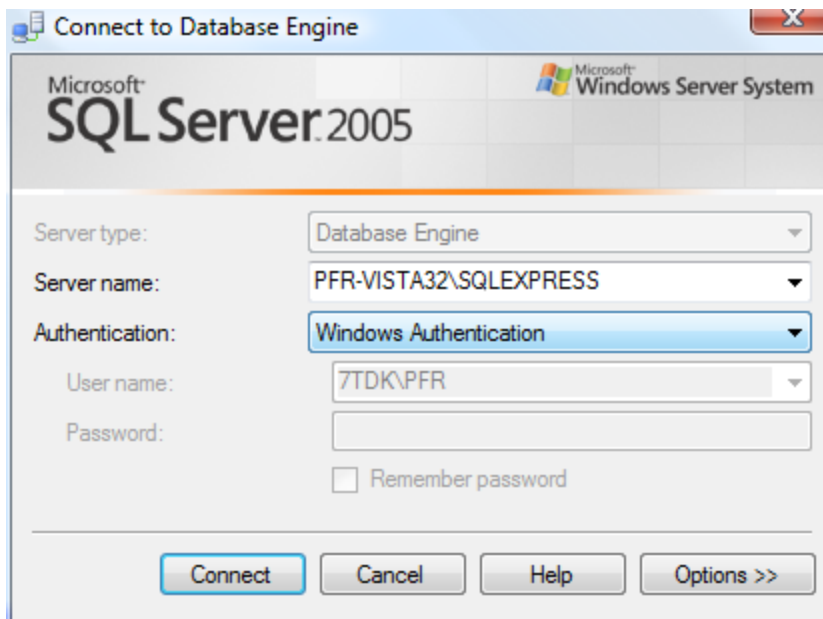 Connect to Database Engine
Microsoft
SQL Server 2005
Microsoft
Windows Server System
Server type: Database Engine
Server name: PFR-VISTA32\SQLEXPRESS
Authentication: Windows Authentication
User name: 7TDK\PFR
Password:
Remember password
Connect Cancel Help Options >>